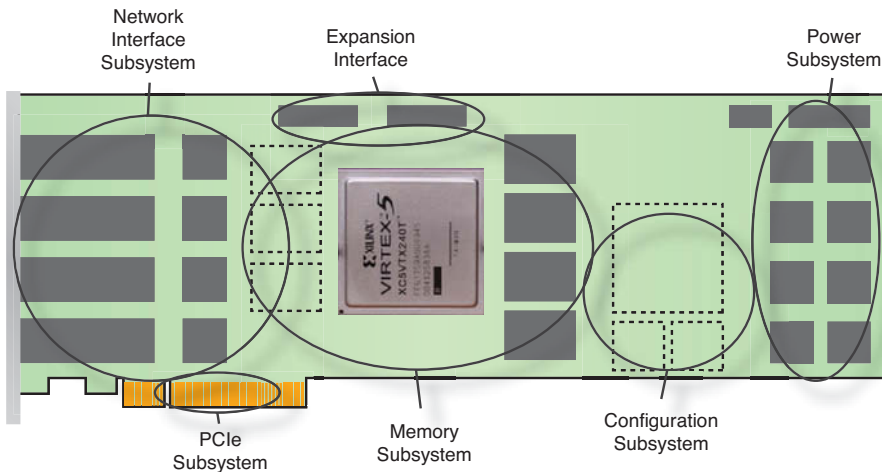 Network
Interface
Subsystem
Expansion
Interface
Power
Subsystem
XILINX
VIRTEX-5
XC5VTX240T
PCIe
Subsystem
Memory
Subsystem
Configuration
Subsystem